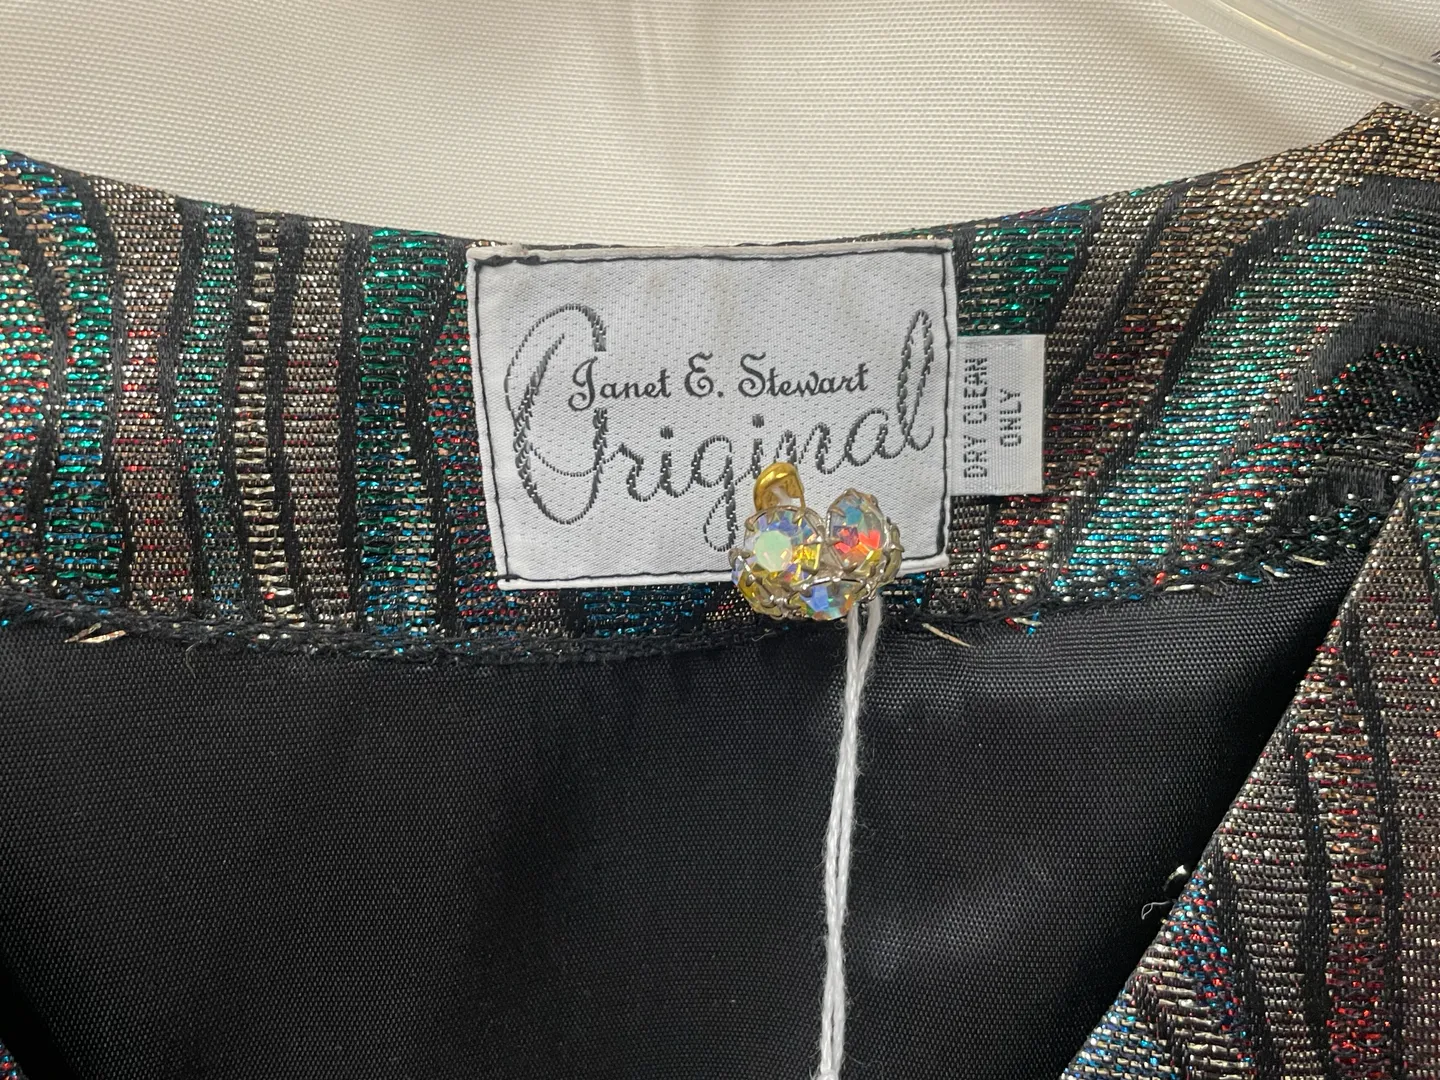 Janet E. Stewart
Original
DRY CLEAN
ONLY